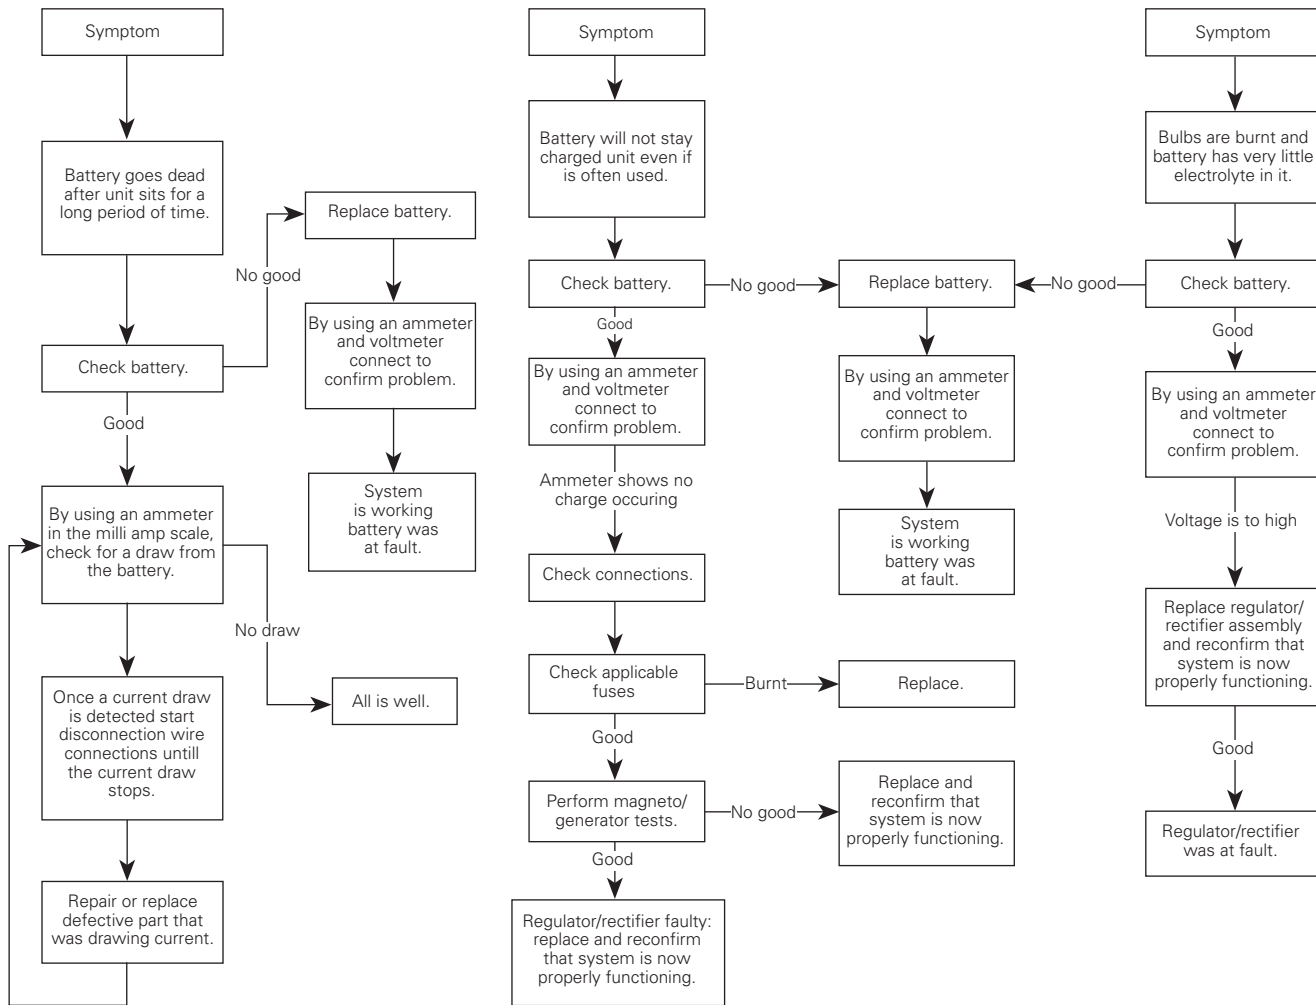 Symptom
Battery goes dead
after unit sits for a
long period of time.
Check battery.
No good
Replace battery.
By using an ammeter
and voltmeter
connect to
confirm problem.
System
is working
battery was
at fault.
Good
By using an ammeter
in the milli amp scale,
check for a draw from
the battery.
No draw
All is well.
Once a current draw
is detected start
disconnection wire
connections untill
the current draw
stops.
Repair or replace
defective part that
was drawing current.
Symptom
Battery will not stay
charged unit even if
is often used.
Check battery.
No good
Replace battery.
By using an ammeter
and voltmeter
connect to
confirm problem.
System
is working
battery was
at fault.
Good
By using an ammeter
and voltmeter
connect to
confirm problem.
Ammeter shows no
charge occuring
Check connections.
Check applicable
fuses
Burnt
Replace.
Good
Perform magneto/
generator tests.
No good
Replace and
reconfirm that
system is now
properly functioning.
Good
Regulator/rectifier faulty:
replace and reconfirm
that system is now
properly functioning.
Symptom
Bulbs are burnt and
battery has very little
electrolyte in it.
Check battery.
No good
Good
By using an ammeter
and voltmeter
connect to
confirm problem.
Voltage is to high
Replace regulator/
rectifier assembly
and reconfirm that
system is now
properly functioning.
Good
Regulator/rectifier
was at fault.